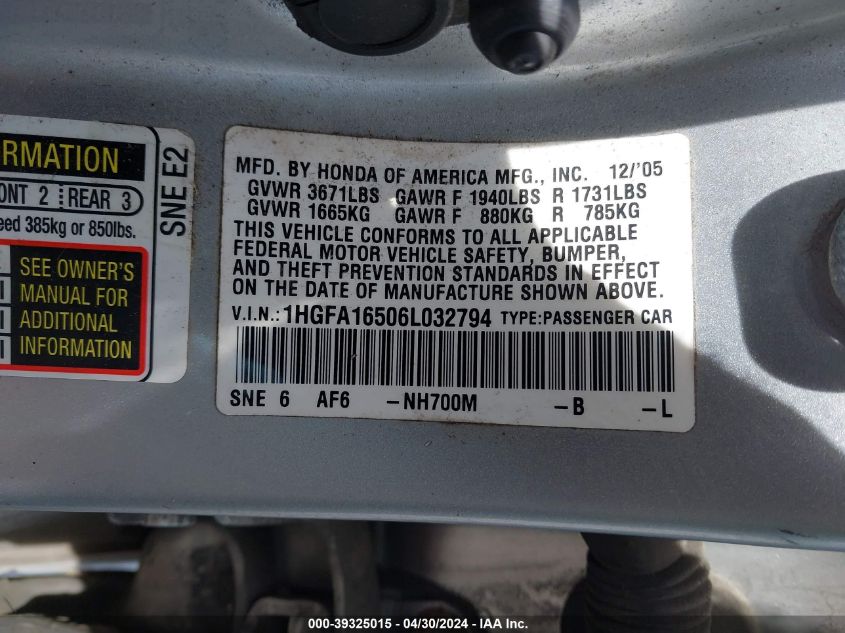 RMATION
ONT 2 REAR 3
eed 385kg or 850lbs.
SEE OWNER'S
MANUAL FOR
ADDITIONAL
INFORMATION
SNE E2
MFD. BY HONDA OF AMERICA MFG., INC. 12/'05
GVWR 3671LBS GAWR F 1940LBS R 1731LBS
GVWR 1665KG GAWR F 880KG R 785KG
THIS VEHICLE CONFORMS TO ALL APPLICABLE
FEDERAL MOTOR VEHICLE SAFETY, BUMPER,
AND THEFT PREVENTION STANDARDS IN EFFECT
ON THE DATE OF MANUFACTURE SHOWN ABOVE.
V.I.N.:1HGFA16506L032794 TYPE:PASSENGER CAR
SNE 6 AF6 -NH700M -B -L
000-39325015 - 04/30/2024 - IAA Inc.